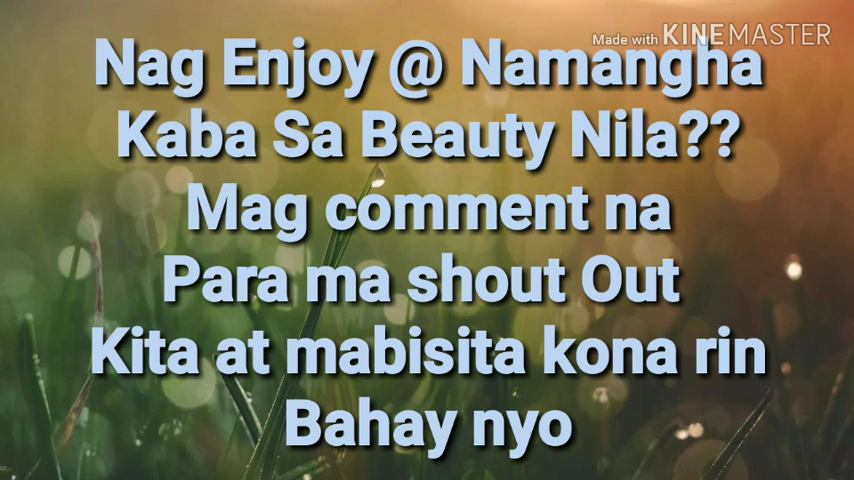 Made with KINEMASTER
Nag Enjoy @ Namangha
Kaba Sa Beauty Nila??
Mag comment na
Para ma shout Out
Kita at mabisita kona rin
Bahay nyo